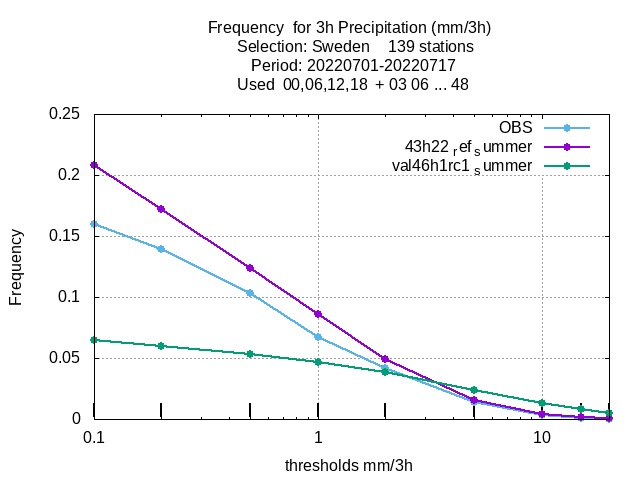 Frequency for 3h Precipitation (mm/3h)
Selection: Sweden 139 stations
Period: 20220701-20220717
Used 00,06,12,18 + 03 06 ... 48
OBS
43h22 ref summer
val46h1rc1 summer
0.25
0.2
0.15
0.1
0.05
0
Frequency
0.1
1
10
thresholds mm/3h